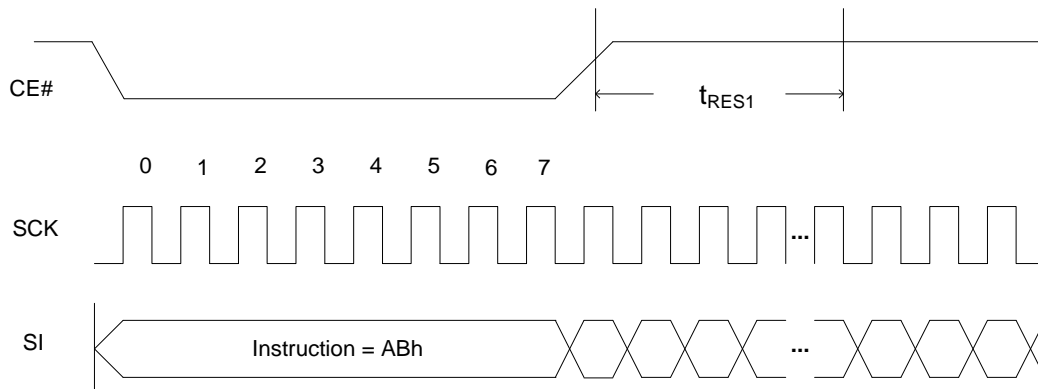 CE#
tRES1
0 1 2 3 4 5 6 7
SCK
...
SI
Instruction = ABh
...